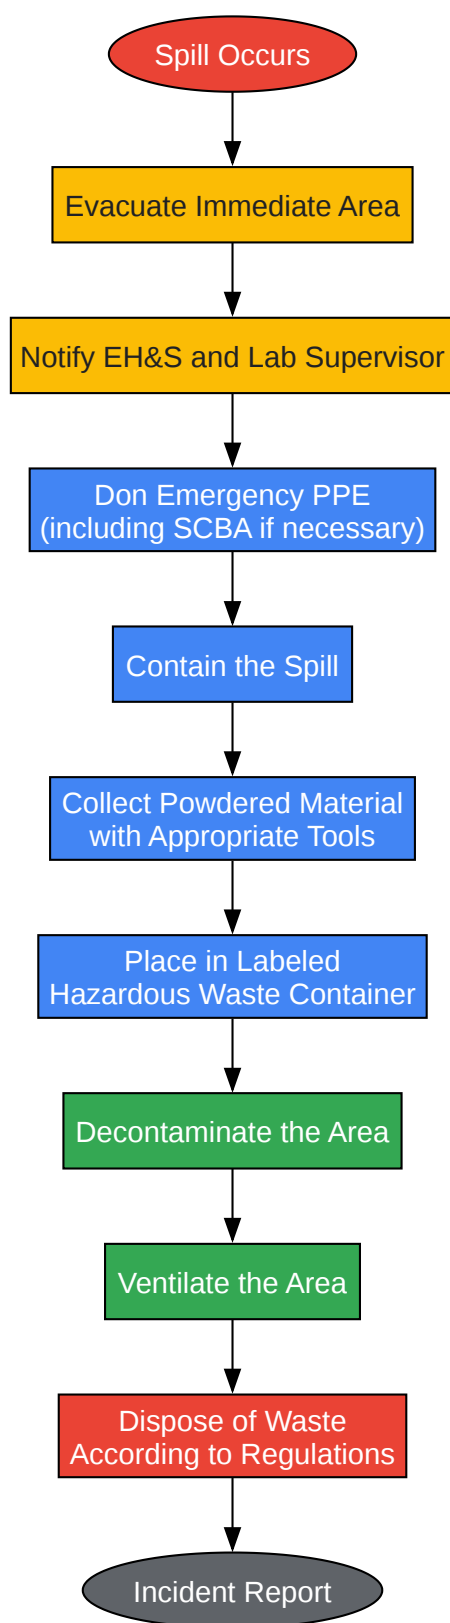 Spill Occurs
Evacuate Immediate Area
Notify EH&S and Lab Supervisor
Don Emergency PPE
(including SCBA if necessary)
Contain the Spill
Collect Powdered Material
with Appropriate Tools
Place in Labeled
Hazardous Waste Container
Decontaminate the Area
Ventilate the Area
Dispose of Waste
According to Regulations
Incident Report